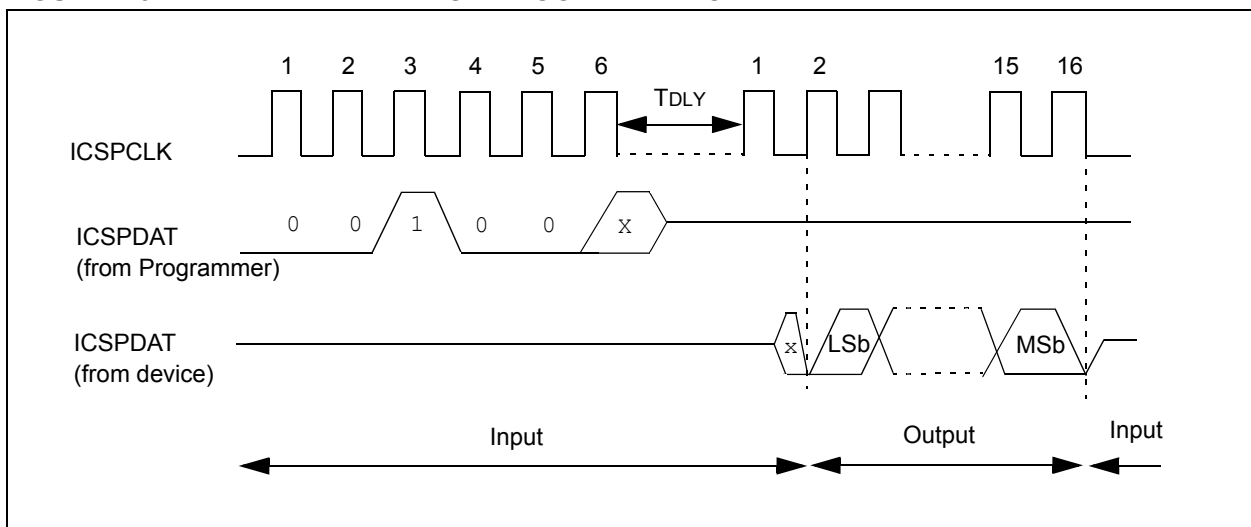 1 2 3 4 5 6 1 2 15 16
TDLY
ICSPCLK
0 0 1 0 0 x
ICSPDAT
(from Programmer)
ICSPDAT
(from device)
x LSb MSb
Input Output Input